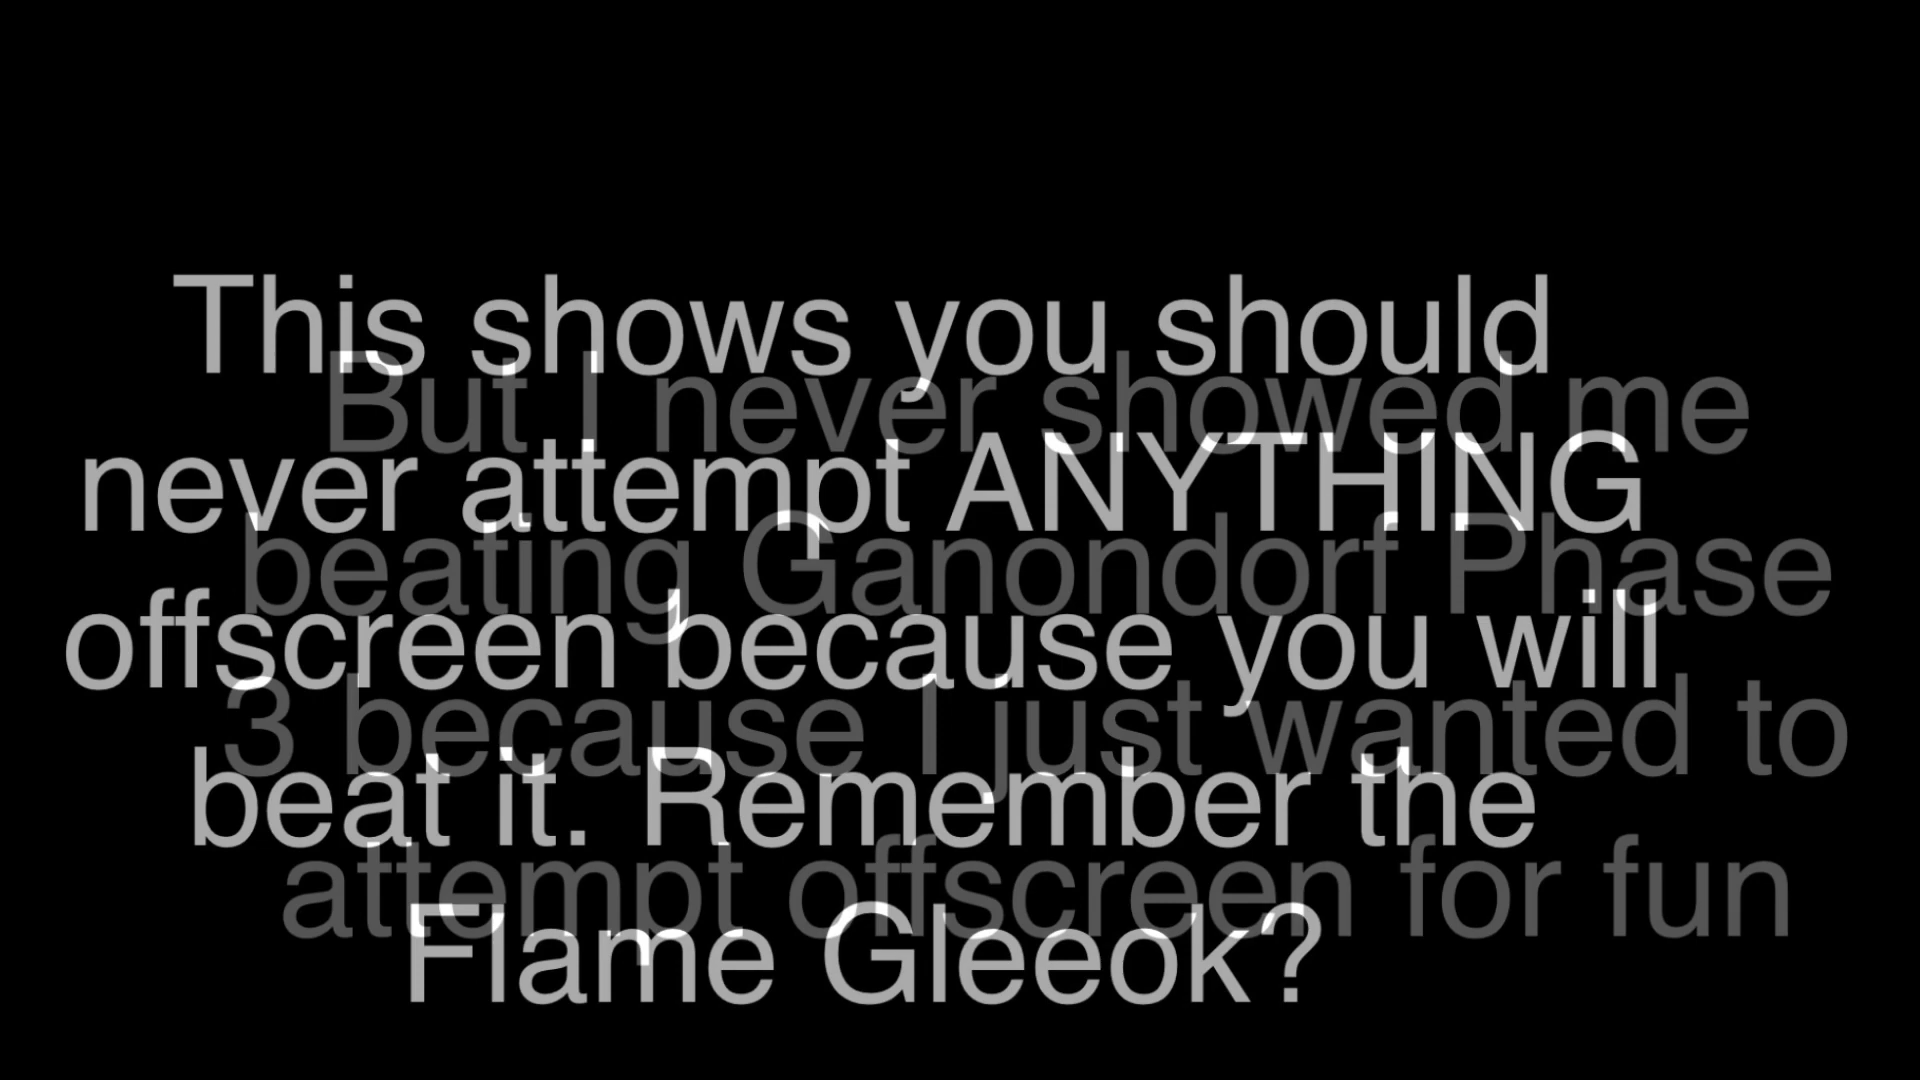 This shows you should
never attempt ANYTHING
offscreen because you will
beat it. Remember the
Flame Gleeok?
But I never showed me
beating Ganondorf Phase
3 because I just wanted to
attempt offscreen for fun